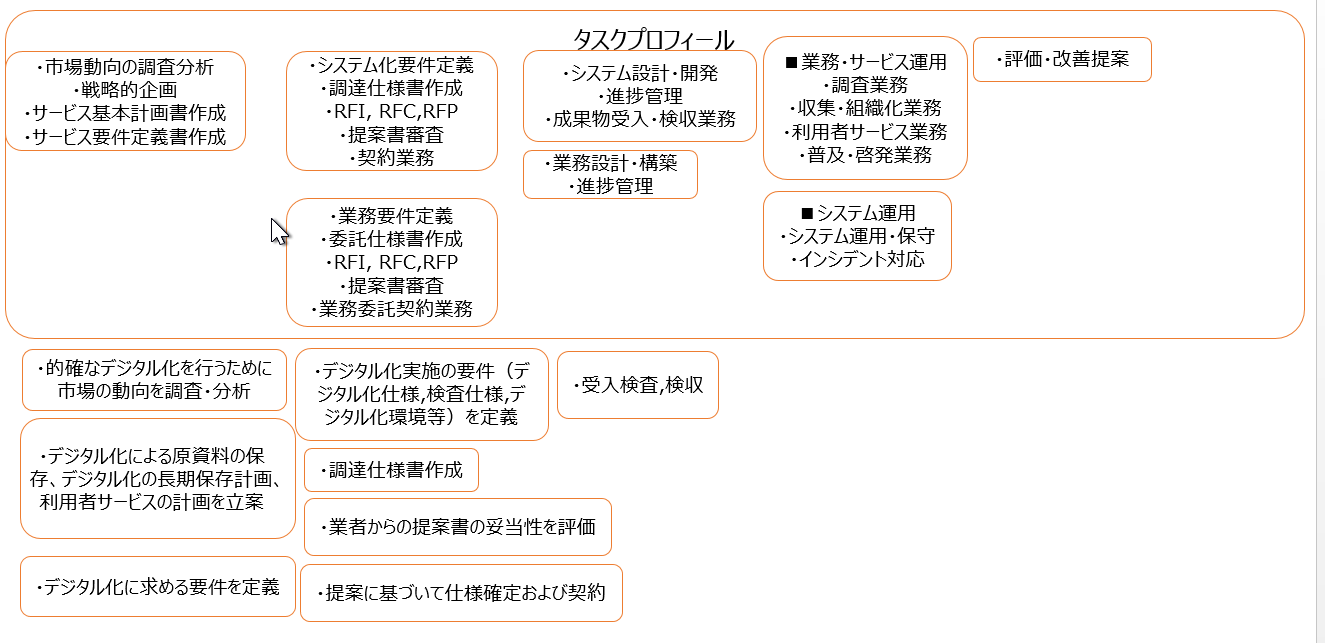 タスクプロフィール
・市場動向の調査分析
・戦略的企画
・サービス基本計画書作成
・サービス要件定義書作成
・システム化要件定義
・調達仕様書作成
・RFI, RFC,RFP
・提案書審査
・契約業務
・業務要件定義
・委託仕様書作成
・RFI, RFC,RFP
・提案書審査
・業務委託契約業務
・システム設計・開発
・進捗管理
・成果物受入・検収業務
・業務設計・構築
・進捗管理
■業務・サービス運用
・調査業務
・収集・組織化業務
・利用者サービス業務
・普及・啓発業務
■システム運用
・システム運用・保守
・インシデント対応
・評価・改善提案
・的確なデジタル化を行うために
市場の動向を調査・分析
・デジタル化による原資料の保
存、デジタル化の長期保存計画、
利用者サービスの計画を立案
・デジタル化に求める要件を定義
・デジタル化実施の要件（デ
ジタル化仕様,検査仕様,デ
ジタル化環境等）を定義
・調達仕様書作成
・業者からの提案書の妥当性を評価
・提案に基づいて仕様確定および契約
・受入検査,検収